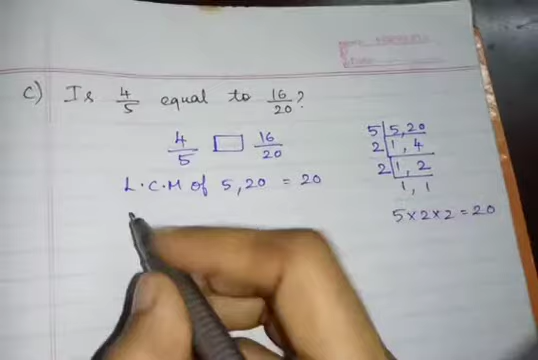 c) Is 4/5 equal to 16/20?
4/5 □ 16/20
L.C.M of 5, 20 = 20
5 | 5, 20
2 | 1, 4
2 | 1, 2
1, 1
5 × 2 × 2 = 20